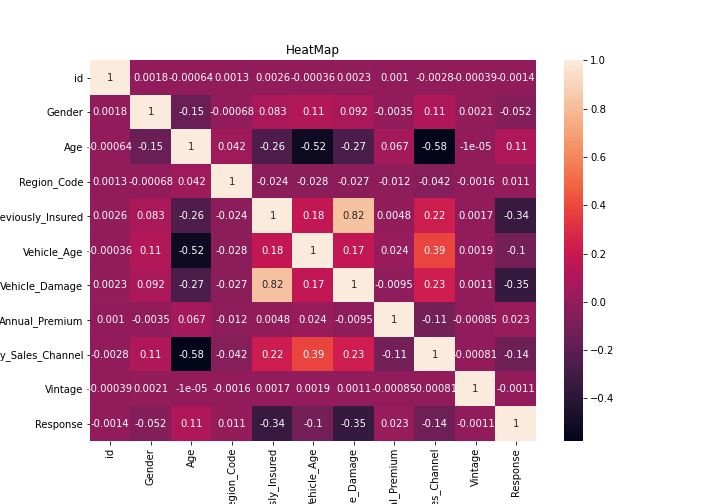 HeatMap
id 1 0.0018 -0.00064 0.0013 0.0026 -0.00036 0.0023 0.001 -0.0028 -0.00039 -0.0014
Gender 0.0018 1 -0.15 -0.00068 0.083 0.11 0.092 -0.0035 0.11 0.0021 -0.052
Age -0.00064 -0.15 1 0.042 -0.26 -0.52 -0.27 0.067 -0.58 -1e-05 0.11
Region_Code 0.0013 -0.00068 0.042 1 -0.024 -0.028 -0.027 -0.012 -0.042 -0.0016 0.011
eviously_Insured 0.0026 0.083 -0.26 -0.024 1 0.18 0.82 0.0048 0.22 0.0017 -0.34
Vehicle_Age -0.00036 0.11 -0.52 -0.028 0.18 1 0.17 0.024 0.39 0.0019 -0.1
Vehicle_Damage 0.0023 0.092 -0.27 -0.027 0.82 0.17 1 -0.0095 0.23 0.0011 -0.35
Annual_Premium 0.001 -0.0035 0.067 -0.012 0.0048 0.024 -0.0095 1 -0.11 -0.00085 0.023
y_Sales_Channel -0.0028 0.11 -0.58 -0.042 0.22 0.39 0.23 -0.11 1 -0.00081 -0.14
Vintage -0.00039 0.0021 -1e-05 -0.0016 0.0017 0.0019 0.0011 -0.00085 -0.00081 1 -0.0011
Response -0.0014 -0.052 0.11 0.011 -0.34 -0.1 -0.35 0.023 -0.14 -0.0011 1
id
Gender
Age
egion_Code
sly_Insured
ehicle_Age
e_Damage
l_Premium
es_Channel
Vintage
Response
1.0
0.8
0.6
0.4
0.2
0.0
−0.2
−0.4